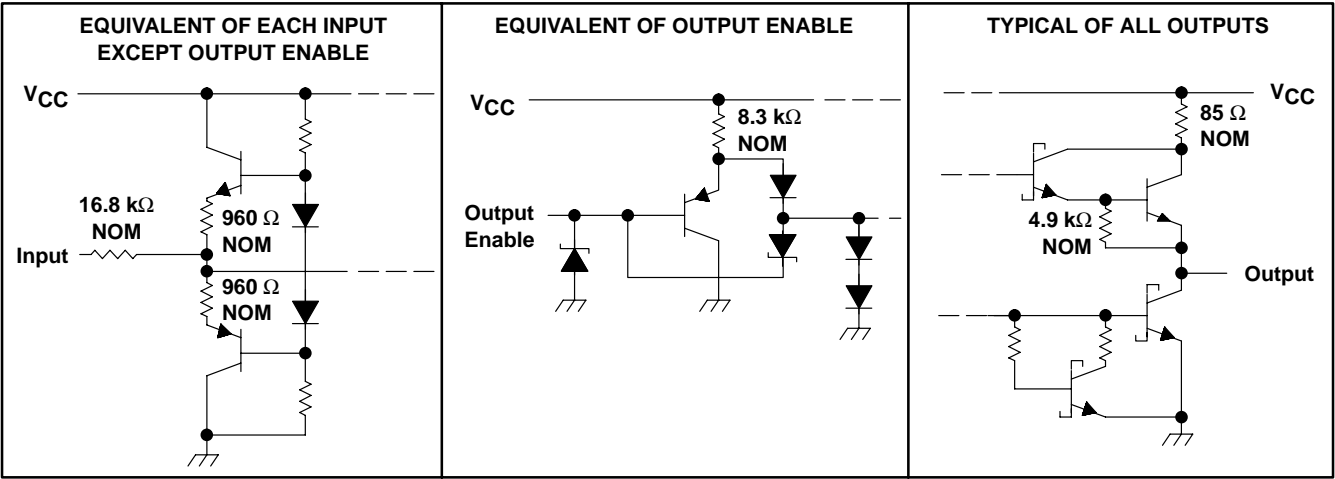 EQUIVALENT OF EACH INPUT
EXCEPT OUTPUT ENABLE
VCC
16.8 kΩ
NOM
Input
960 Ω
NOM
960 Ω
NOM
EQUIVALENT OF OUTPUT ENABLE
VCC
8.3 kΩ
NOM
Output
Enable
TYPICAL OF ALL OUTPUTS
VCC
85 Ω
NOM
4.9 kΩ
NOM
Output